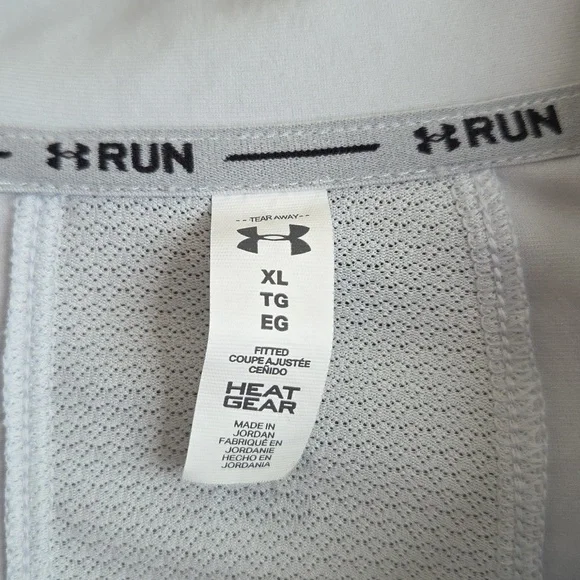 RUN RUN
-- TEAR AWAY --
XL
TG
EG
FITTED
COUPE AJUSTÉE
CEÑIDO
HEAT
GEAR
MADE IN
JORDAN
FABRIQUÉ EN
JORDANIE
HECHO EN
JORDANIA